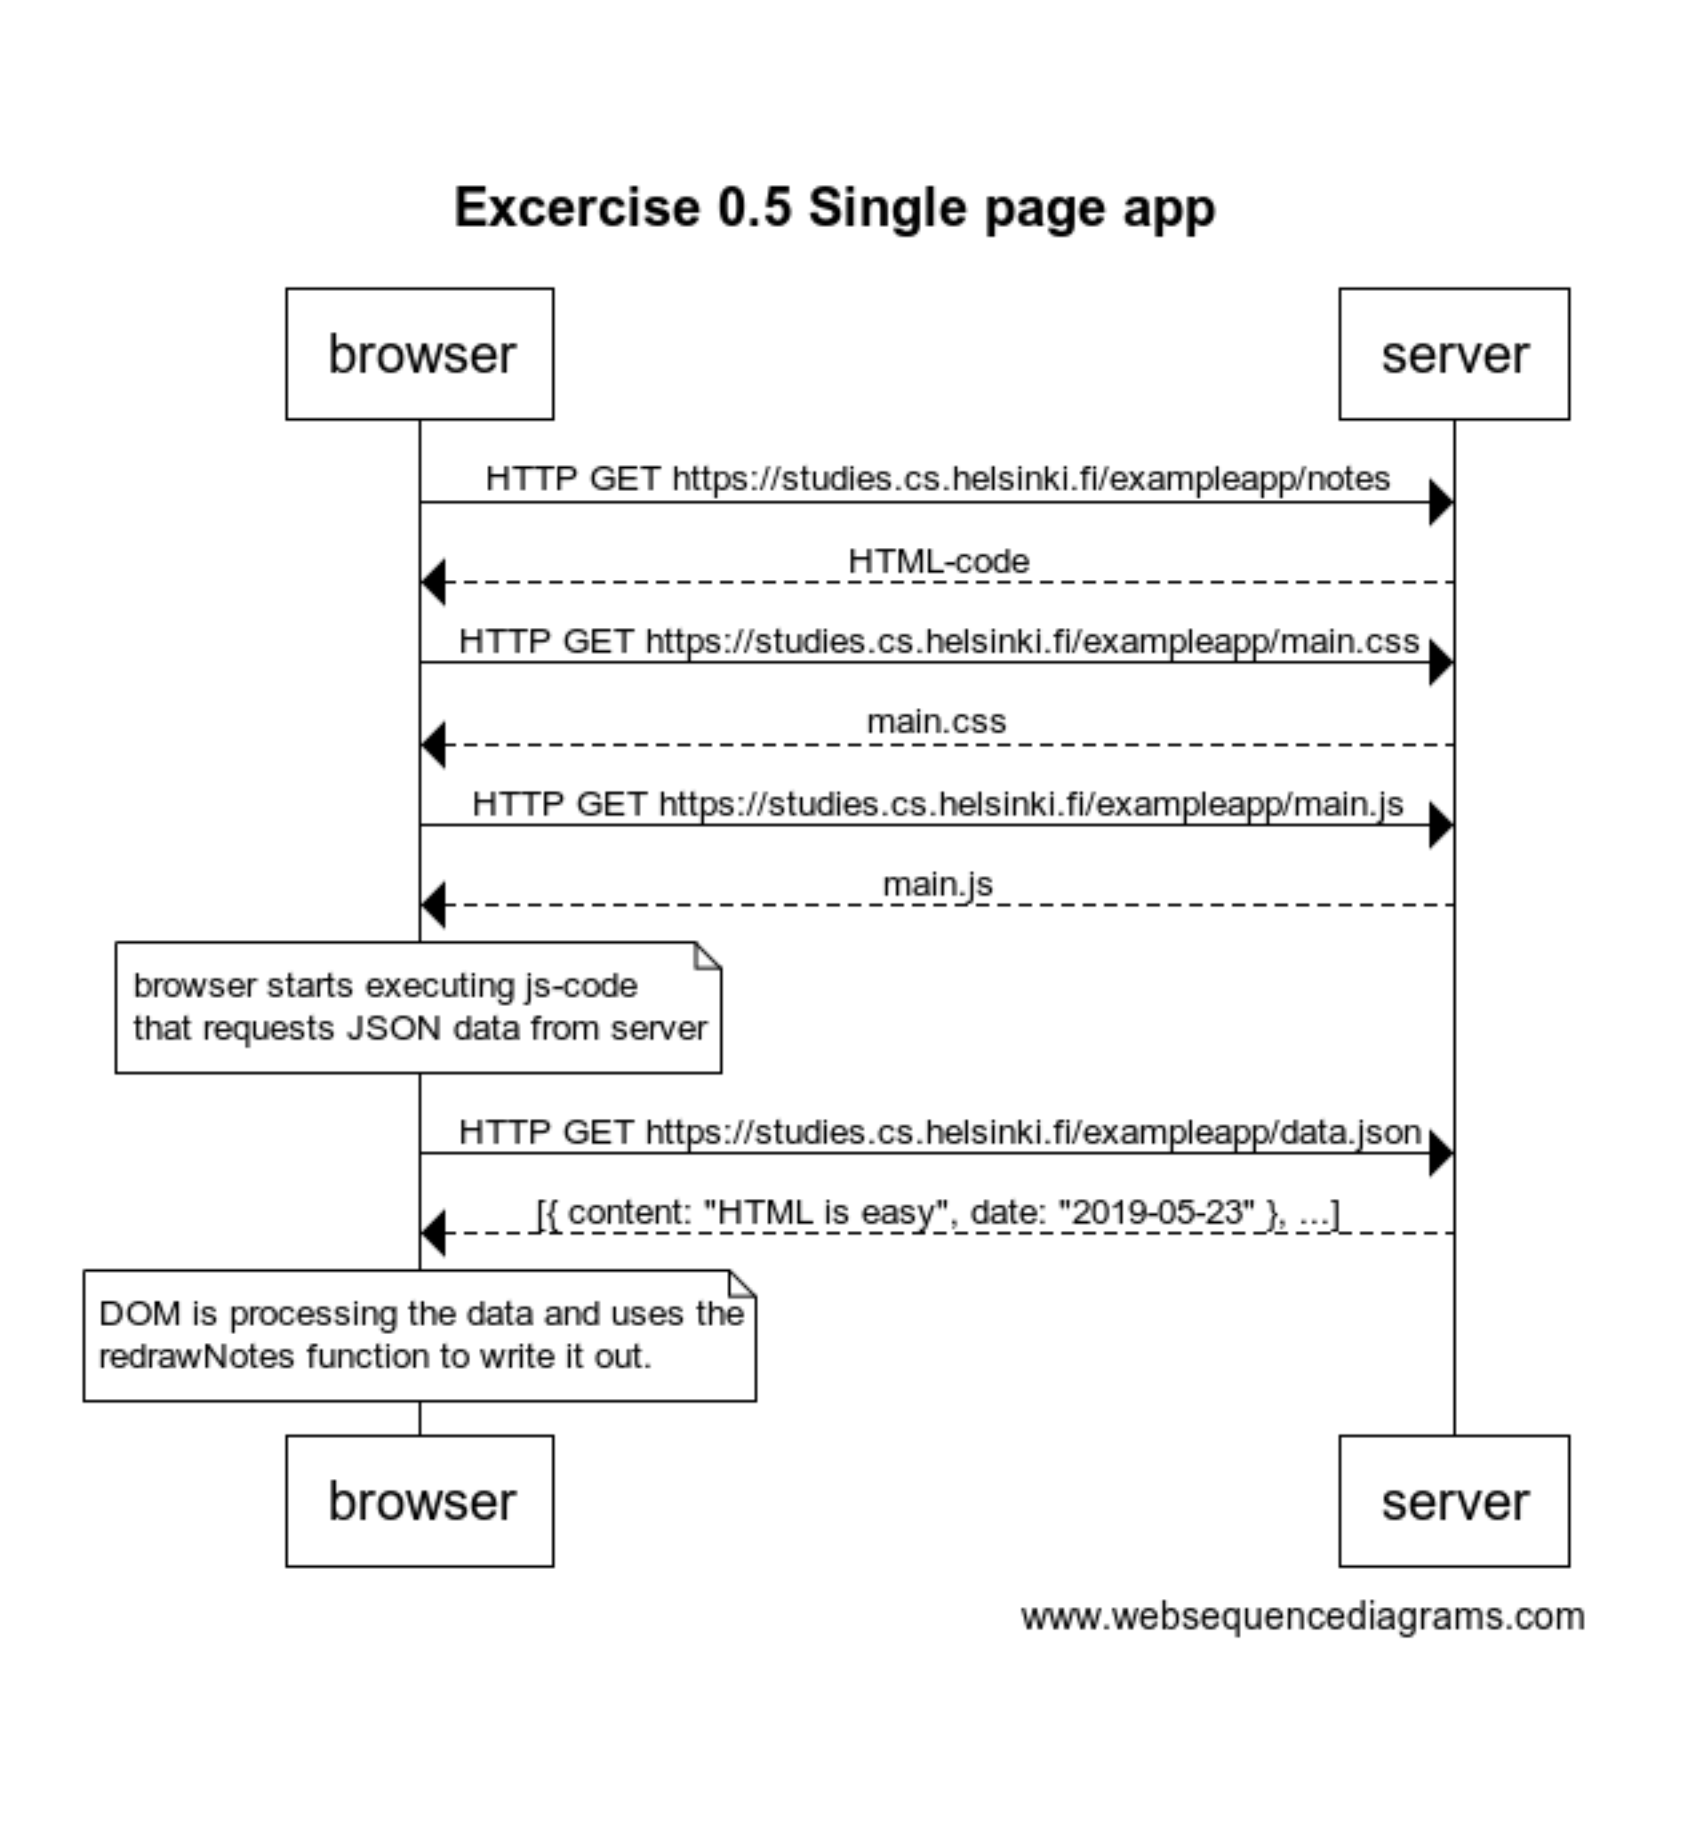 Excercise 0.5 Single page app
browser
server
HTTP GET https://studies.cs.helsinki.fi/exampleapp/notes
HTML-code
HTTP GET https://studies.cs.helsinki.fi/exampleapp/main.css
main.css
HTTP GET https://studies.cs.helsinki.fi/exampleapp/main.js
main.js
browser starts executing js-code
that requests JSON data from server
HTTP GET https://studies.cs.helsinki.fi/exampleapp/data.json
[{ content: "HTML is easy", date: "2019-05-23" }, ...]
DOM is processing the data and uses the
redrawNotes function to write it out.
browser
server
www.websequencediagrams.com